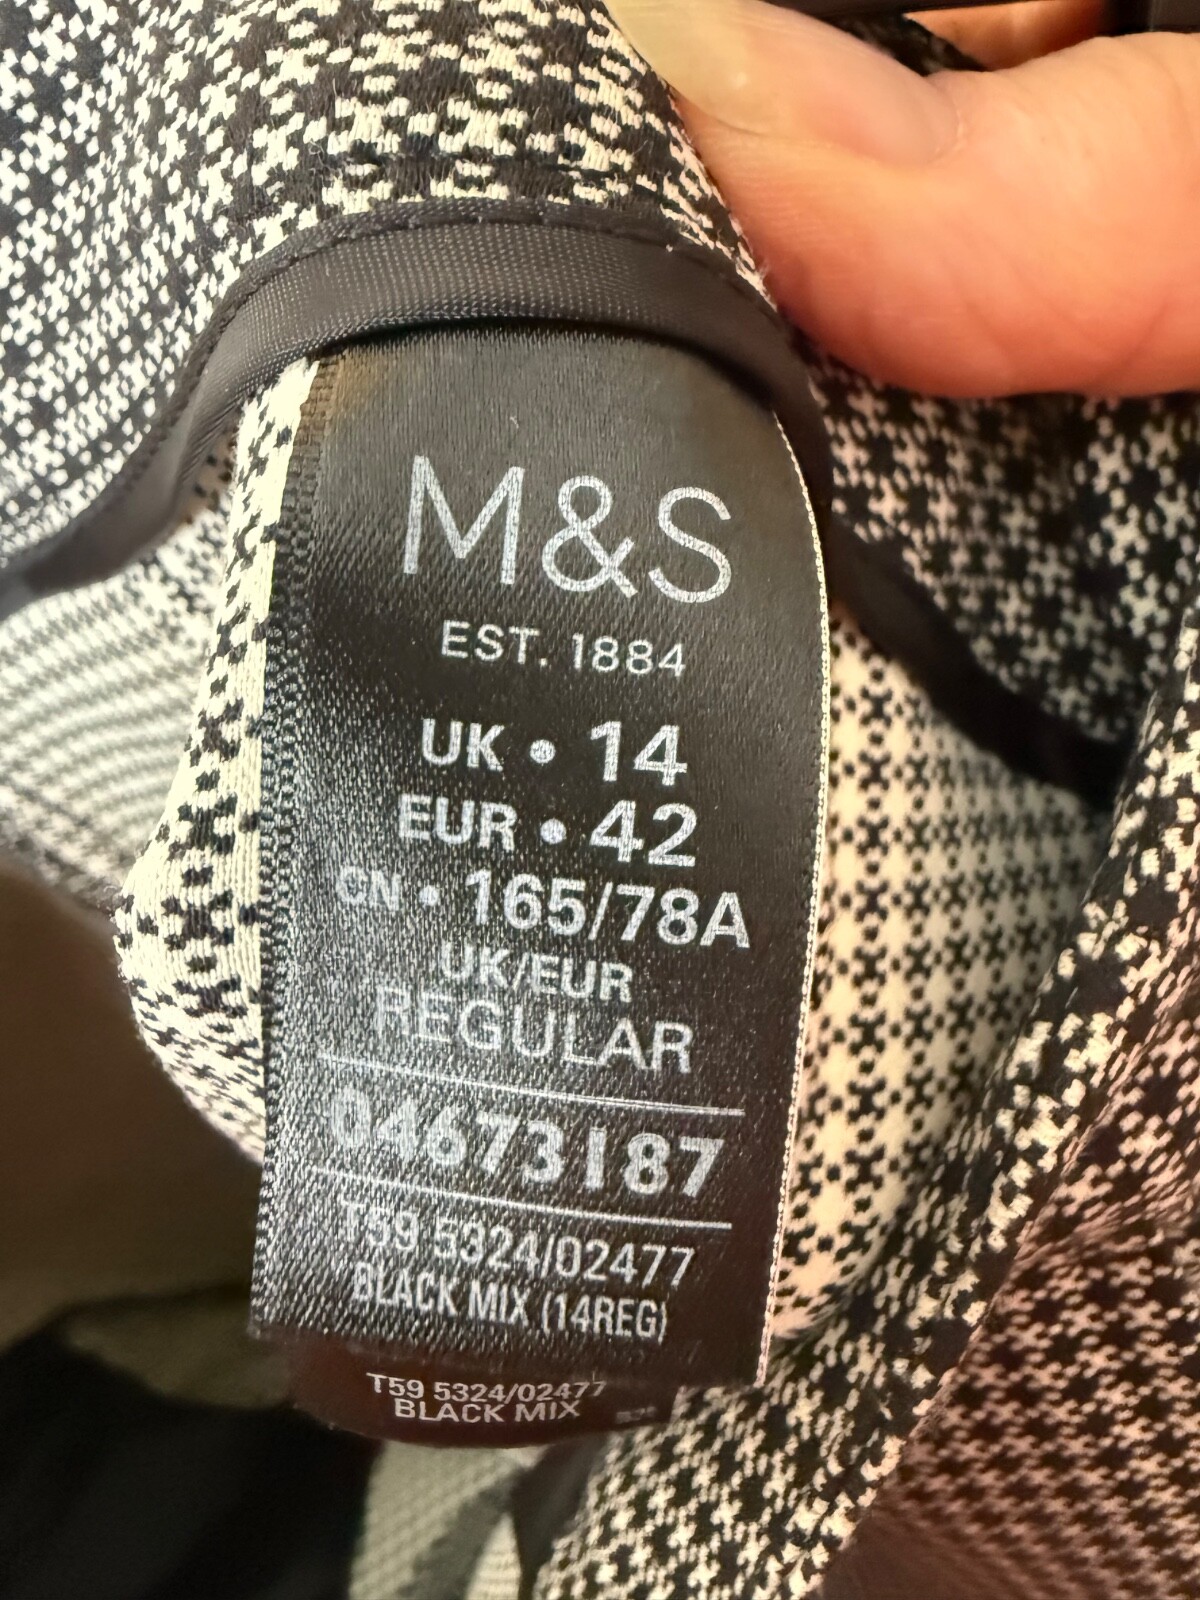 M&S
EST. 1884
UK • 14
EUR • 42
CN • 165/78A
UK/EUR
REGULAR
04673187
T59 5324/02477
BLACK MIX (14REG)
T59 5324/02477
BLACK MIX